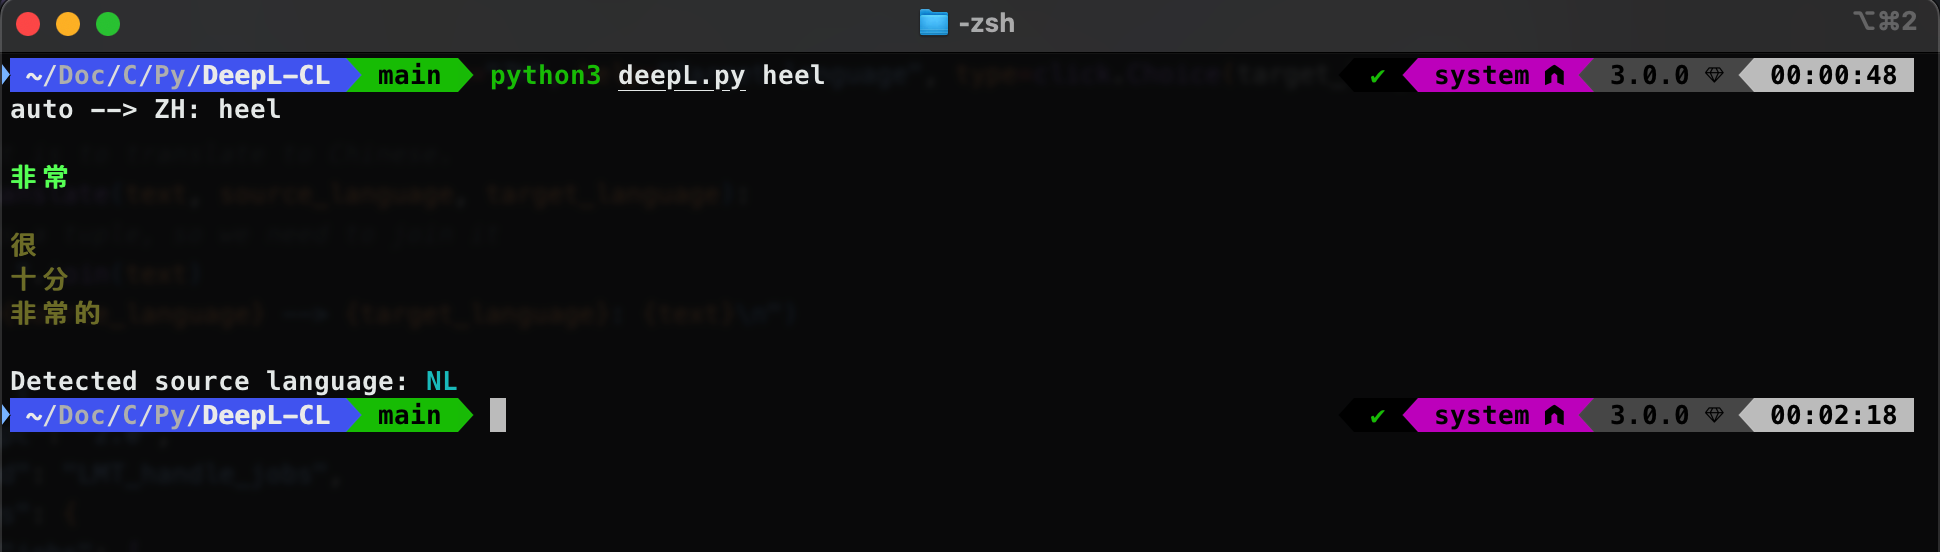 -zsh ⌥⌘2
~/Doc/C/Py/DeepL-CL main python3 deepL.py heel ✔ system 3.0.0 00:00:48
auto --> ZH: heel
非常
很
十分
非常的
Detected source language: NL
~/Doc/C/Py/DeepL-CL main ✔ system 3.0.0 00:02:18
"LMT_handle_jobs",